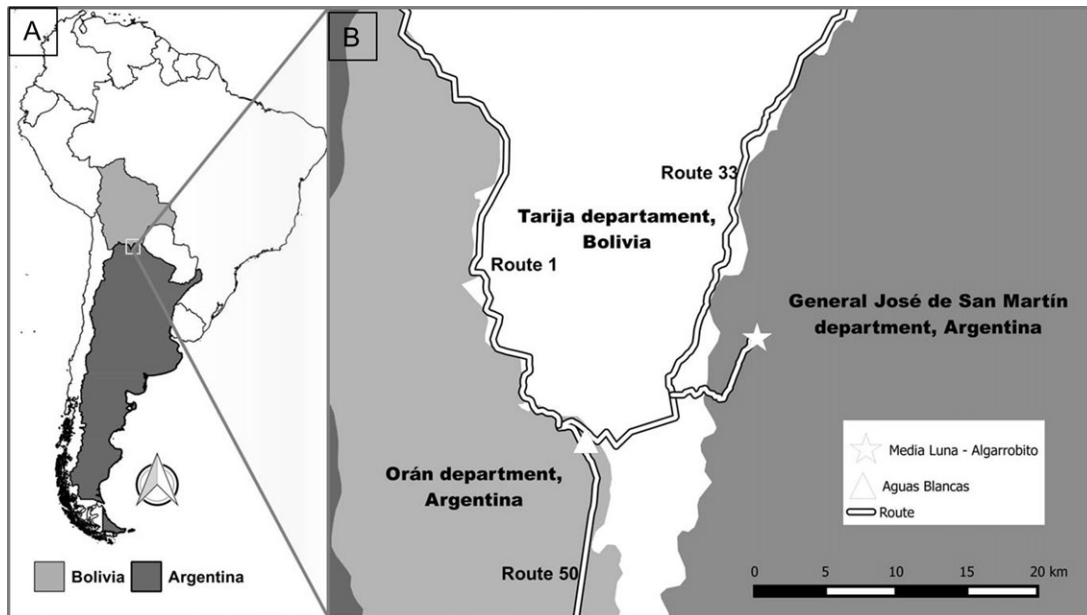 A
Bolivia
Argentina
B
Route 33
Tarija departament,
Bolivia
Route 1
General José de San Martín
department, Argentina
Orán department,
Argentina
Media Luna - Algarrobito
Aguas Blancas
Route
Route 50
0 5 10 15 20 km